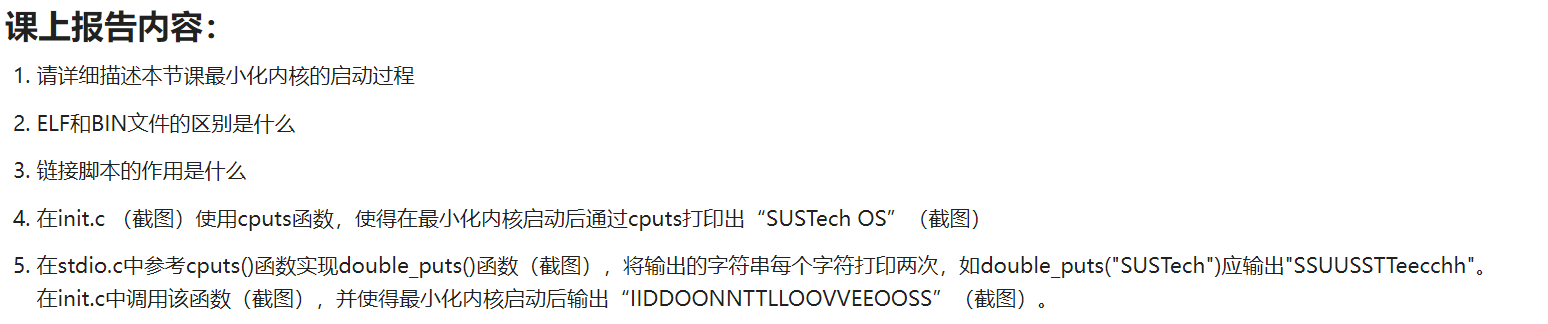 课上报告内容：
1. 请详细描述本节课最小化内核的启动过程
2. ELF和BIN文件的区别是什么
3. 链接脚本的作用是什么
4. 在init.c （截图）使用cputs函数，使得在最小化内核启动后通过cputs打印出“SUSTech OS”（截图）
5. 在stdio.c中参考cputs()函数实现double_puts()函数（截图），将输出的字符串每个字符打印两次，如double_puts("SUSTech")应输出"SSUUSSTTeecchh"。
在init.c中调用该函数（截图），并使得最小化内核启动后输出“IIDDOONNTTLLOOVVEEOOSS”（截图）。